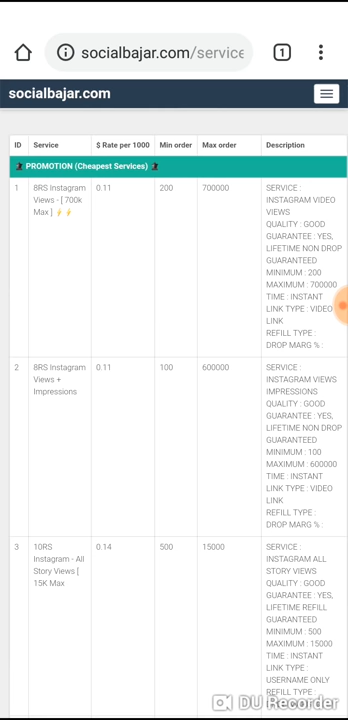 socialbajar.com/service
1
socialbajar.com
ID Service $ Rate per 1000 Min order Max order Description
PROMOTION (Cheapest Services)
1 8RS Instagram Views - [ 700k Max ] ⚡⚡ 0.11 200 700000
SERVICE :
INSTAGRAM VIDEO
VIEWS
QUALITY : GOOD
GUARANTEE : YES,
LIFETIME NON DROP
GUARANTEED
MINIMUM : 200
MAXIMUM : 700000
TIME : INSTANT
LINK TYPE : VIDEO
LINK
REFILL TYPE :
DROP MARG % :
2 8RS Instagram Views + Impressions 0.11 100 600000
SERVICE :
INSTAGRAM VIEWS
IMPRESSIONS
QUALITY : GOOD
GUARANTEE : YES,
LIFETIME NON DROP
GUARANTEED
MINIMUM : 100
MAXIMUM : 600000
TIME : INSTANT
LINK TYPE : VIDEO
LINK
REFILL TYPE :
DROP MARG % :
3 10RS Instagram - All Story Views [ 15K Max 0.14 500 15000
SERVICE :
INSTAGRAM ALL
STORY VIEWS
QUALITY : GOOD
GUARANTEE : YES,
LIFETIME REFILL
GUARANTEED
MINIMUM : 500
MAXIMUM : 15000
TIME : INSTANT
LINK TYPE :
USERNAME ONLY
REFILL TYPE :
DU Recorder